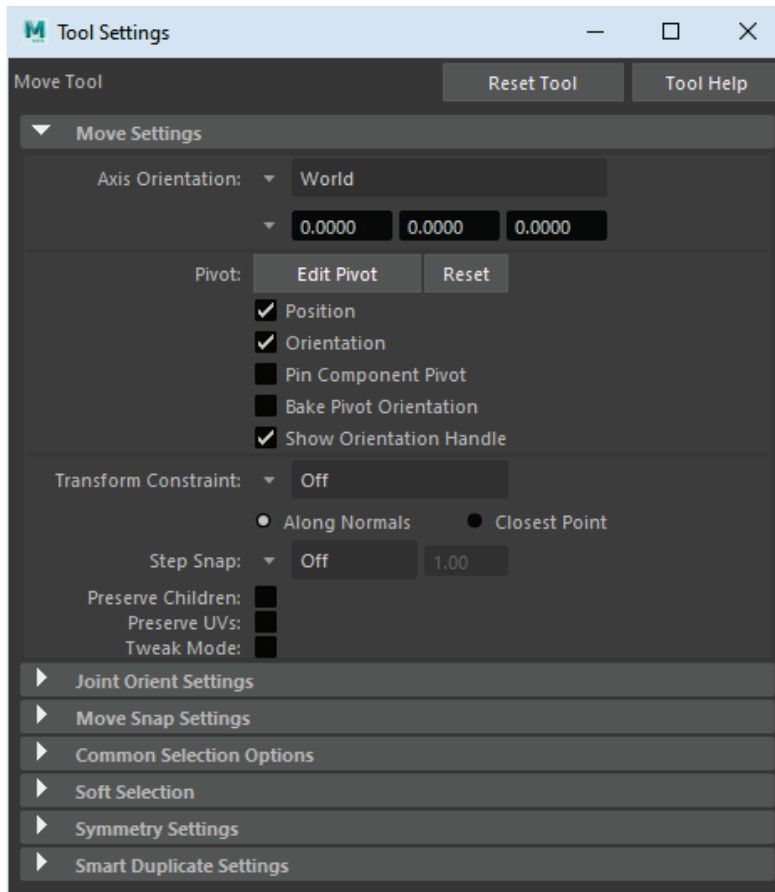 Tool Settings
Move Tool Reset Tool Tool Help
Move Settings
Axis Orientation: World
0.0000 0.0000 0.0000
Pivot: Edit Pivot Reset
Position
Orientation
Pin Component Pivot
Bake Pivot Orientation
Show Orientation Handle
Transform Constraint: Off
Along Normals Closest Point
Step Snap: Off 1.00
Preserve Children:
Preserve UVs:
Tweak Mode:
Joint Orient Settings
Move Snap Settings
Common Selection Options
Soft Selection
Symmetry Settings
Smart Duplicate Settings